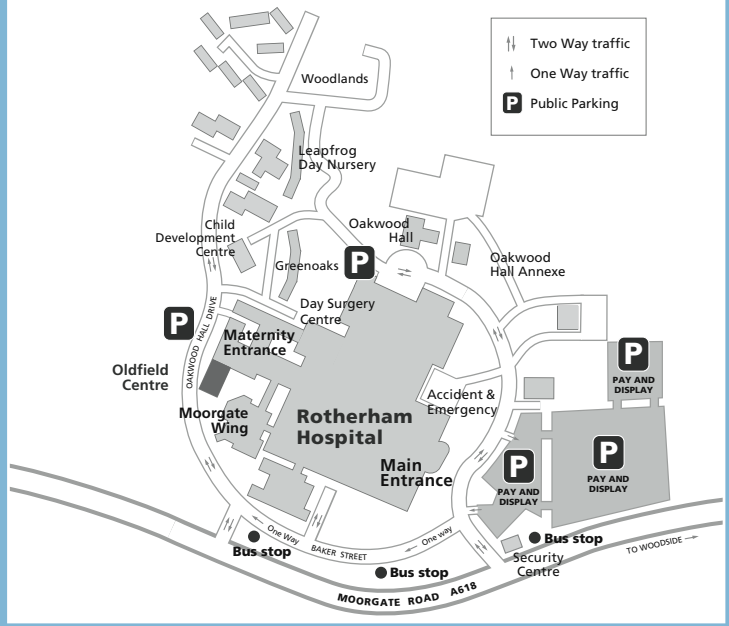 Two Way traffic
One Way traffic
P Public Parking
Woodlands
Leapfrog
Day Nursery
Child
Development
Centre
Oakwood
Hall
Greenoaks
P
Oakwood
Hall Annexe
Day Surgery
Centre
P
OAKWOOD HALL DRIVE
Maternity
Entrance
Oldfield
Centre
Moorgate
Wing
Rotherham
Hospital
Accident &
Emergency
Main
Entrance
P
PAY AND
DISPLAY
P
PAY AND
DISPLAY
P
PAY AND
DISPLAY
One Way
BAKER STREET
One way
Bus stop
Bus stop
Bus stop
Security
Centre
TO WOODSIDE
MOORGATE ROAD A618